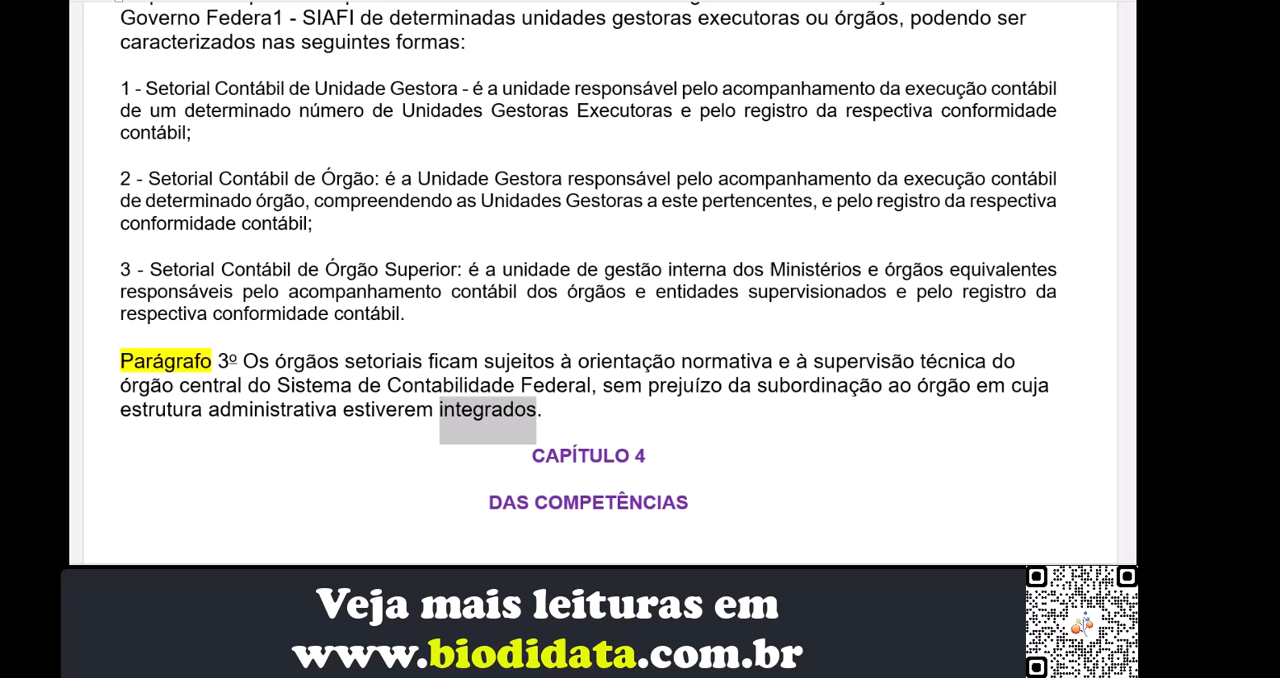 Governo Federa1 - SIAFI de determinadas unidades gestoras executoras ou órgãos, podendo ser
caracterizados nas seguintes formas:
1 - Setorial Contábil de Unidade Gestora - é a unidade responsável pelo acompanhamento da execução contábil
de um determinado número de Unidades Gestoras Executoras e pelo registro da respectiva conformidade
contábil;
2 - Setorial Contábil de Órgão: é a Unidade Gestora responsável pelo acompanhamento da execução contábil
de determinado órgão, compreendendo as Unidades Gestoras a este pertencentes, e pelo registro da respectiva
conformidade contábil;
3 - Setorial Contábil de Órgão Superior: é a unidade de gestão interna dos Ministérios e órgãos equivalentes
responsáveis pelo acompanhamento contábil dos órgãos e entidades supervisionados e pelo registro da
respectiva conformidade contábil.
Parágrafo 3º Os órgãos setoriais ficam sujeitos à orientação normativa e à supervisão técnica do
órgão central do Sistema de Contabilidade Federal, sem prejuízo da subordinação ao órgão em cuja
estrutura administrativa estiverem integrados.
CAPÍTULO 4
DAS COMPETÊNCIAS
Veja mais leituras em
www.biodidata.com.br